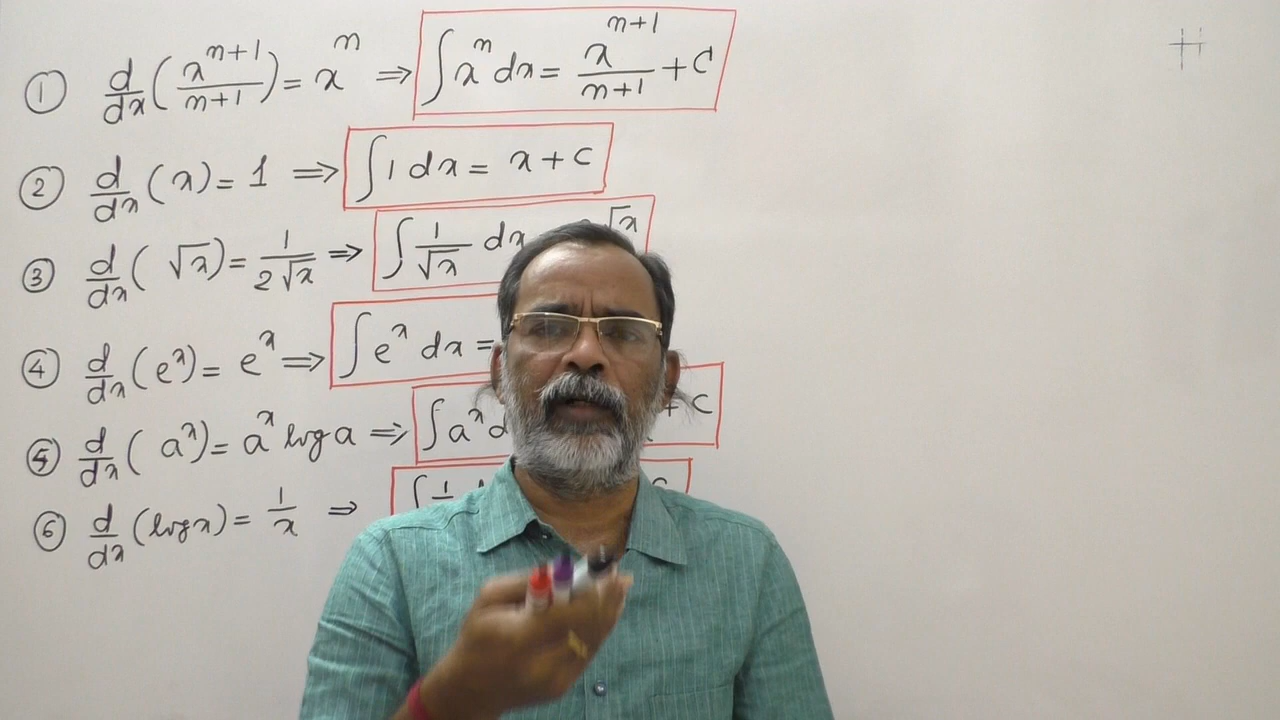 ① d/dx (x^(n+1)/(n+1)) = x^n ⇒ ∫ x^n dx = x^(n+1)/(n+1) + C
② d/dx (x) = 1 ⇒ ∫ 1 dx = x + C
③ d/dx ( √x) = 1/(2√x) ⇒ ∫ 1/√x dx √x
④ d/dx (e^x) = e^x ⇒ ∫ e^x dx =
⑤ d/dx ( a^x) = a^x log a ⇒ ∫ a^x d + C
⑥ d/dx (log x) = 1/x ⇒ ∫ 1 C